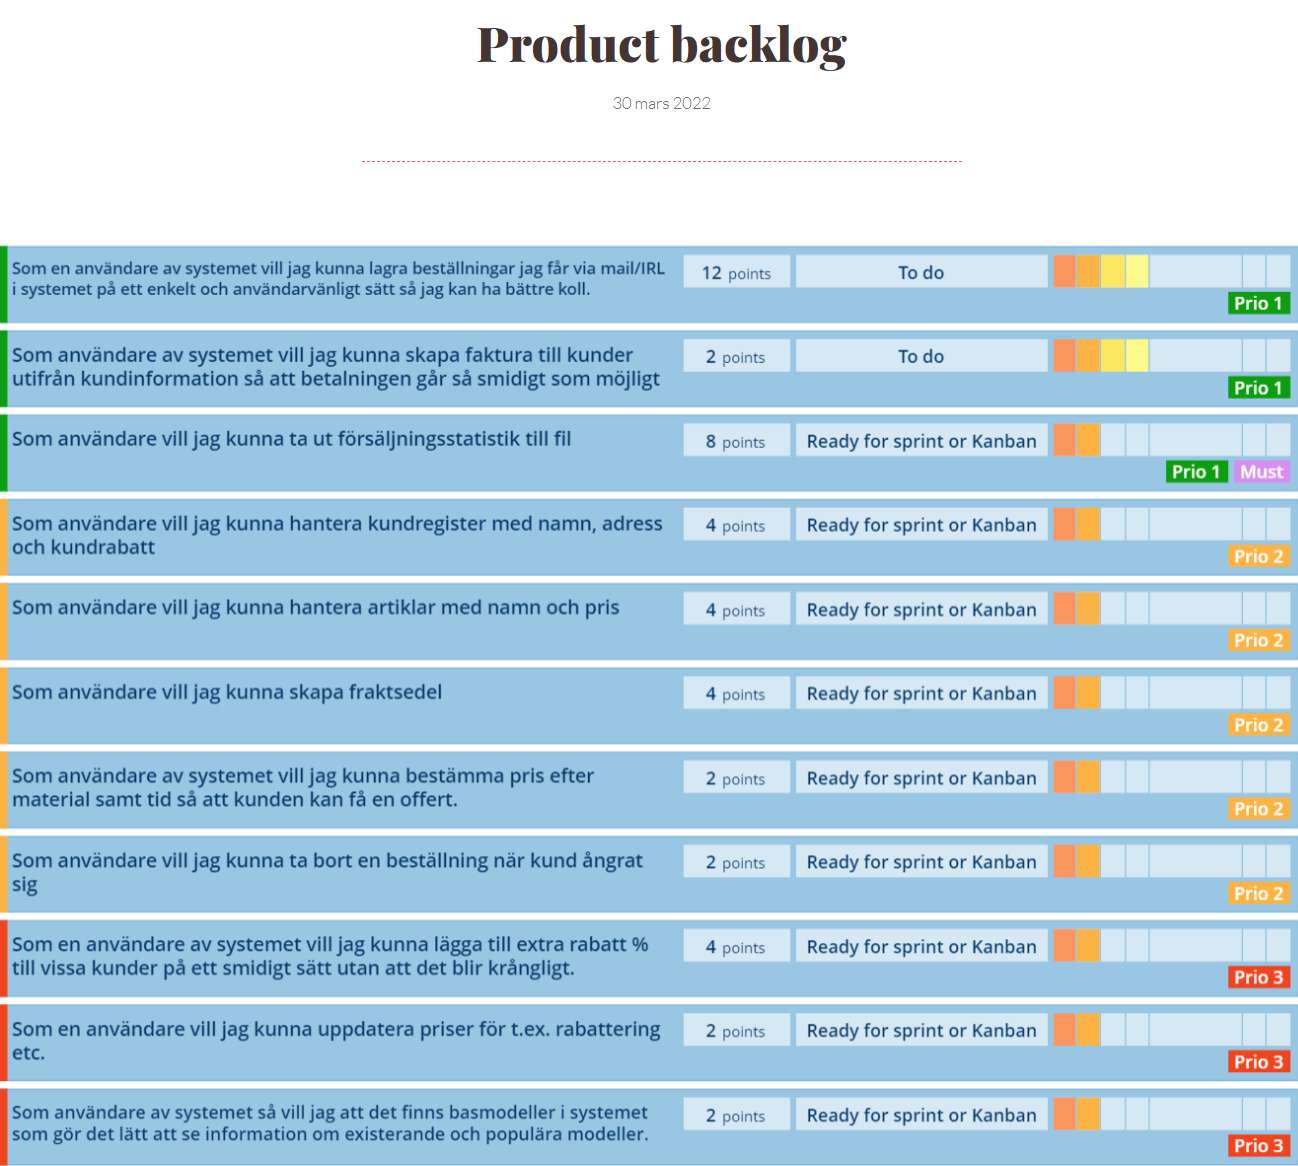 Product backlog
30 mars 2022
Som en användare av systemet vill jag kunna lagra beställningar jag får via mail/IRL
i systemet på ett enkelt och användarvänligt sätt så jag kan ha bättre koll.
12 points
To do
Prio 1
Som användare av systemet vill jag kunna skapa faktura till kunder
utifrån kundinformation så att betalningen går så smidigt som möjligt
2 points
To do
Prio 1
Som användare vill jag kunna ta ut försäljningsstatistik till fil
8 points
Ready for sprint or Kanban
Prio 1 Must
Som användare vill jag kunna hantera kundregister med namn, adress
och kundrabatt
4 points
Ready for sprint or Kanban
Prio 2
Som användare vill jag kunna hantera artiklar med namn och pris
4 points
Ready for sprint or Kanban
Prio 2
Som användare vill jag kunna skapa fraktsedel
4 points
Ready for sprint or Kanban
Prio 2
Som användare av systemet vill jag kunna bestämma pris efter
material samt tid så att kunden kan få en offert.
2 points
Ready for sprint or Kanban
Prio 2
Som användare vill jag kunna ta bort en beställning när kund ångrat
sig
2 points
Ready for sprint or Kanban
Prio 2
Som en användare av systemet vill jag kunna lägga till extra rabatt %
till vissa kunder på ett smidigt sätt utan att det blir krångligt.
4 points
Ready for sprint or Kanban
Prio 3
Som en användare vill jag kunna uppdatera priser för t.ex. rabattering
etc.
2 points
Ready for sprint or Kanban
Prio 3
Som användare av systemet så vill jag att det finns basmodeller i systemet
som gör det lätt att se information om existerande och populära modeller.
2 points
Ready for sprint or Kanban
Prio 3